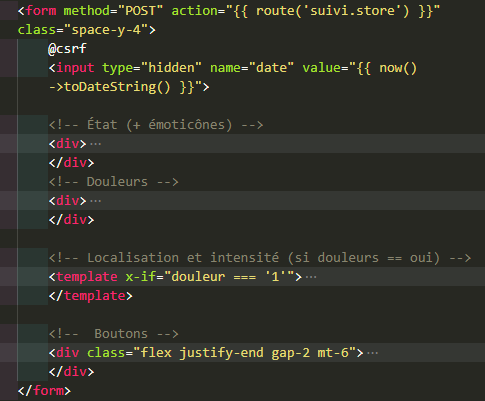 <form method="POST" action="{{ route('suivi.store') }}"
class="space-y-4">
@csrf
<input type="hidden" name="date" value="{{ now()
->toDateString() }}">
<!-- État (+ émoticônes) -->
<div>···
</div>
<!-- Douleurs -->
<div>···
</div>
<!-- Localisation et intensité (si douleurs == oui) -->
<template x-if="douleur === '1'">···
</template>
<!--  Boutons -->
<div class="flex justify-end gap-2 mt-6">···
</div>
</form>